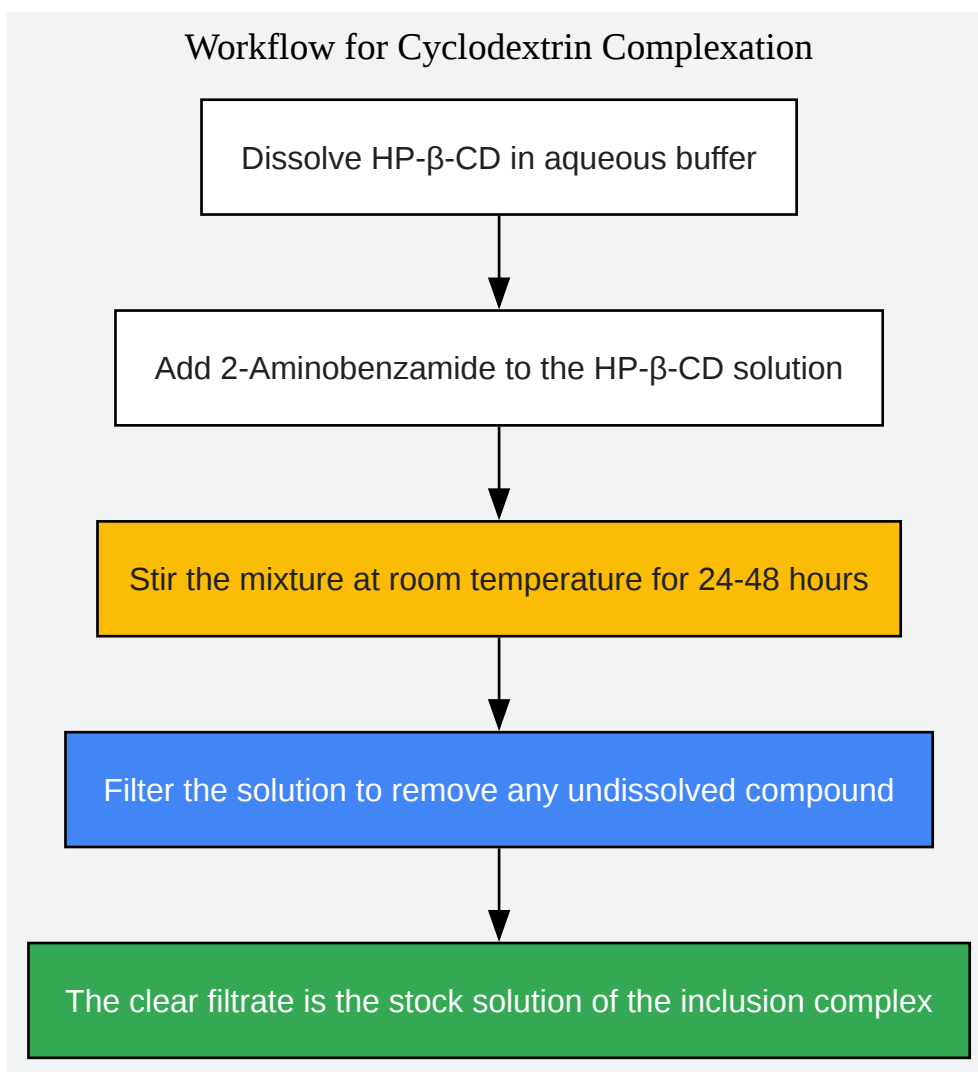 Workflow for Cyclodextrin Complexation
Dissolve HP-β-CD in aqueous buffer
Add 2-Aminobenzamide to the HP-β-CD solution
Stir the mixture at room temperature for 24-48 hours
Filter the solution to remove any undissolved compound
The clear filtrate is the stock solution of the inclusion complex